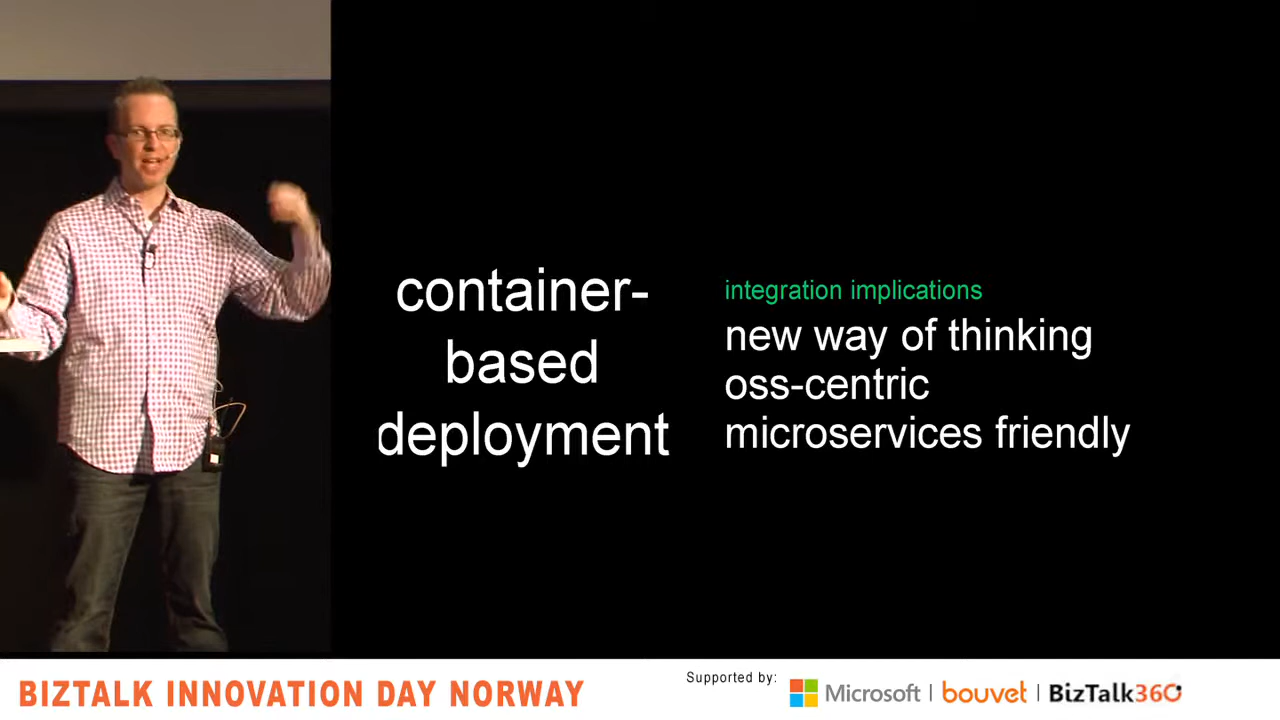 container-
based
deployment
integration implications
new way of thinking
oss-centric
microservices friendly
BIZTALK INNOVATION DAY NORWAY
Supported by:
Microsoft | bouvet | BizTalk360